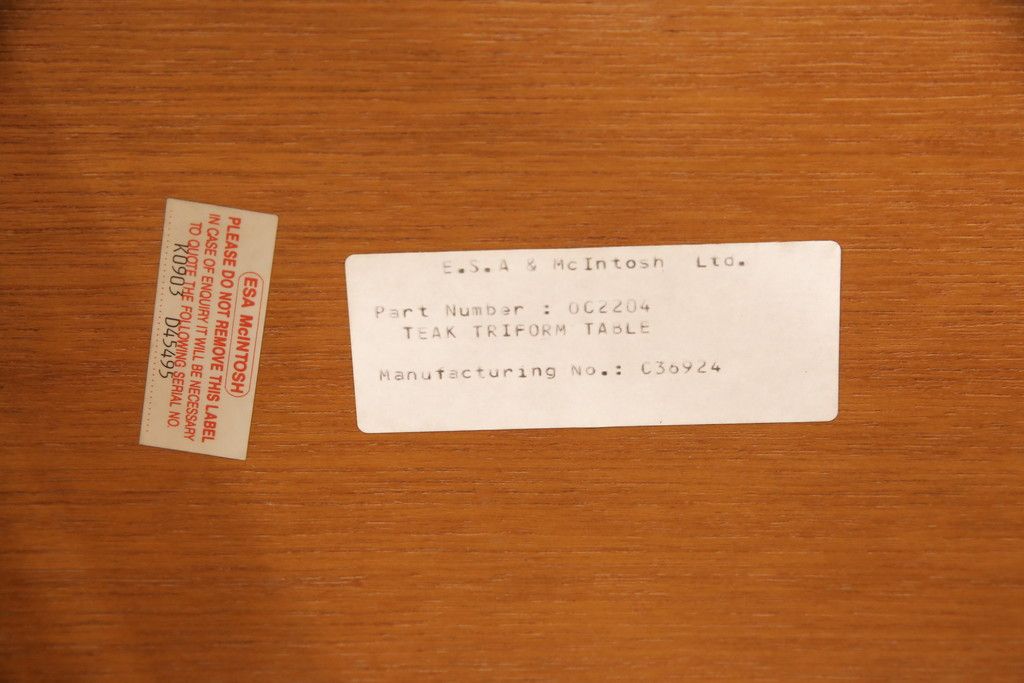 ESA McINTOSH
PLEASE DO NOT REMOVE THIS LABEL
IN CASE OF ENQUIRY IT WILL BE NECESSARY
TO QUOTE THE FOLLOWING SERIAL NO.
K0903 D45495
E.S.A & McIntosh Ltd.
Part Number : OC2204
TEAK TRIFORM TABLE
Manufacturing No.: C36924